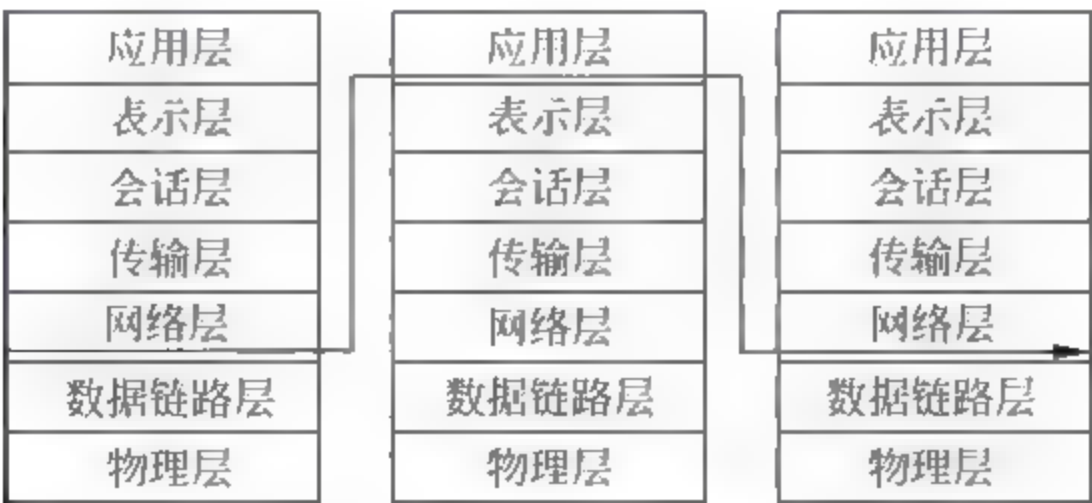 应用层 应用层 应用层
表示层 表示层 表示层
会话层 会话层 会话层
传输层 传输层 传输层
网络层 网络层 网络层
数据链路层 数据链路层 数据链路层
物理层 物理层 物理层